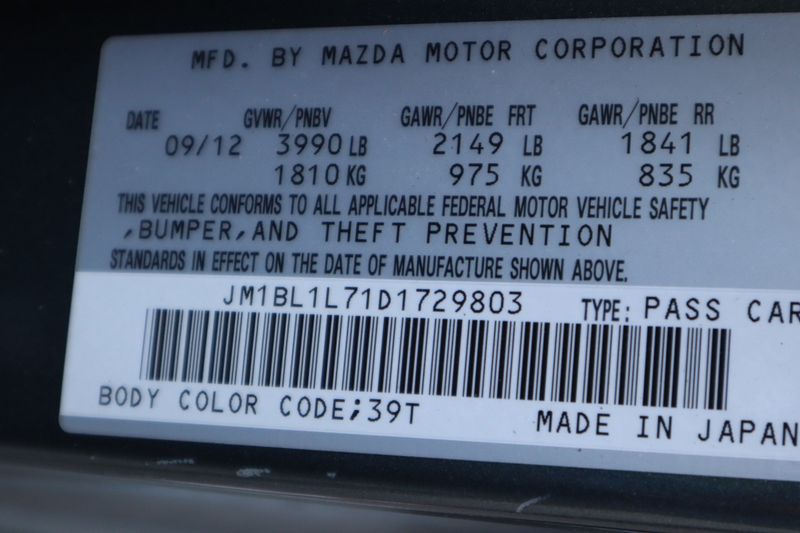 MFD. BY MAZDA MOTOR CORPORATION
DATE GVWR/PNBV GAWR/PNBE FRT GAWR/PNBE RR
09/12 3990 LB 2149 LB 1841 LB
1810 KG 975 KG 835 KG
THIS VEHICLE CONFORMS TO ALL APPLICABLE FEDERAL MOTOR VEHICLE SAFETY
,BUMPER,AND THEFT PREVENTION
STANDARDS IN EFFECT ON THE DATE OF MANUFACTURE SHOWN ABOVE.
JM1BL1L71D1729803 TYPE: PASS CAR
BODY COLOR CODE;39T MADE IN JAPAN